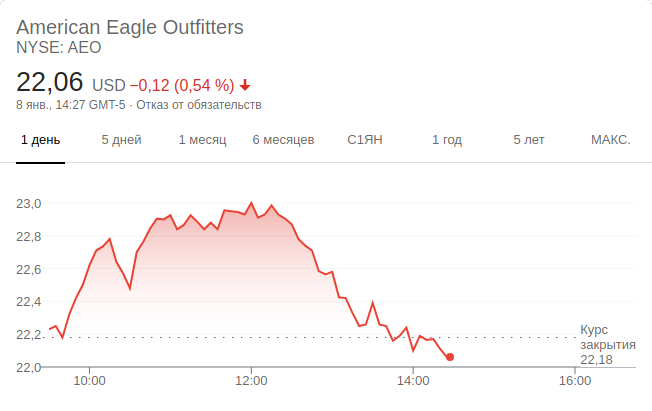 American Eagle Outfitters
NYSE: AEO
22,06 USD −0,12 (0,54 %)
8 янв., 14:27 GMT-5 · Отказ от обязательств
1 день 5 дней 1 месяц 6 месяцев С1ЯН 1 год 5 лет МАКС.
23,0
22,8
22,6
22,4
22,2
22,0
Курс
закрытия
22,18
10:00 12:00 14:00 16:00